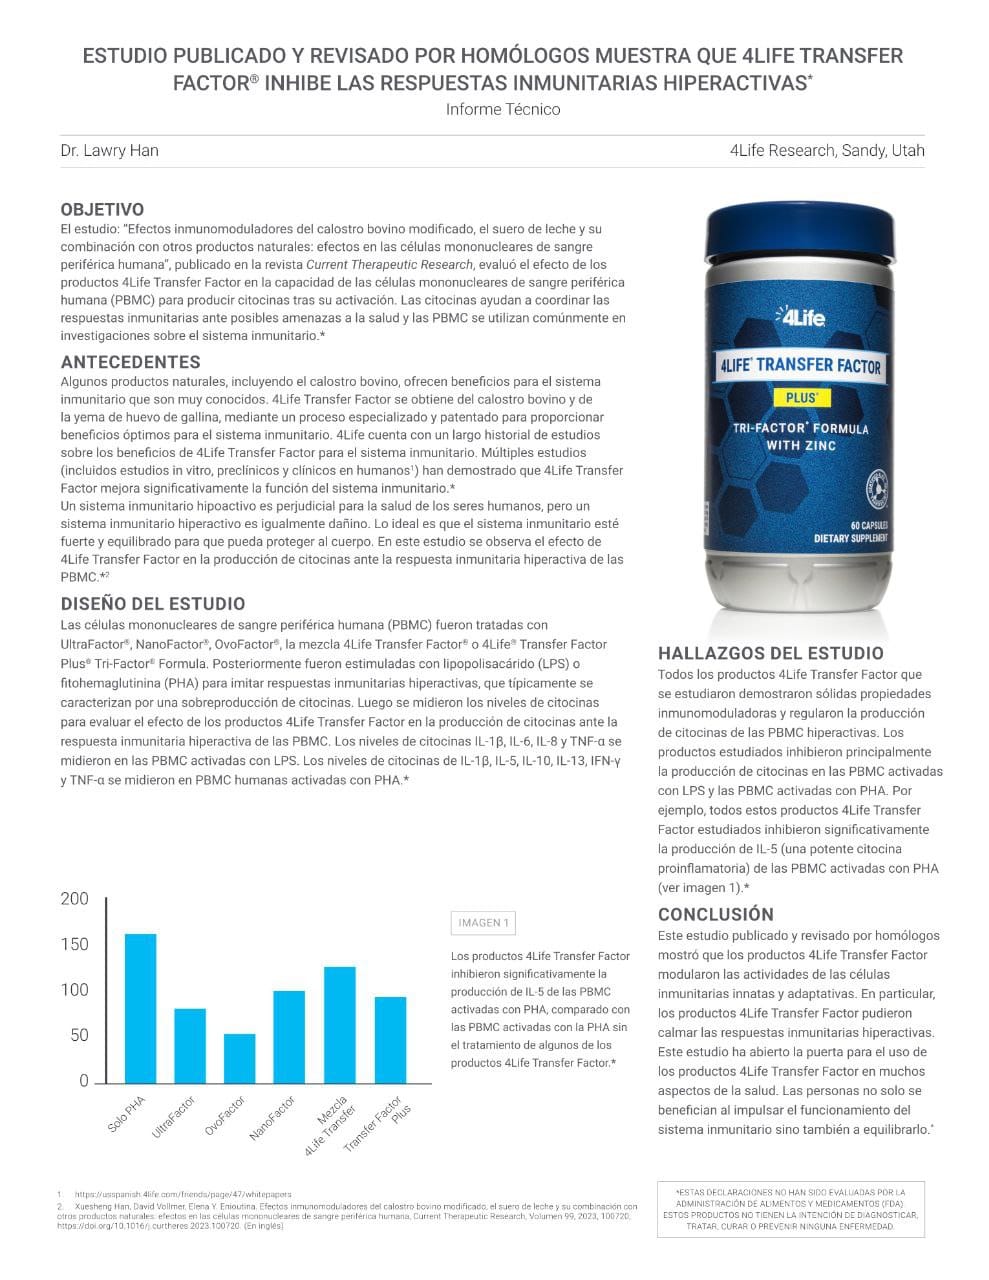 ESTUDIO PUBLICADO Y REVISADO POR HOMÓLOGOS MUESTRA QUE 4LIFE TRANSFER
FACTOR® INHIBE LAS RESPUESTAS INMUNITARIAS HIPERACTIVAS*
Informe Técnico
Dr. Lawry Han
4Life Research, Sandy, Utah
OBJETIVO
El estudio: “Efectos inmunomoduladores del calostro bovino modificado, el suero de leche y su
combinación con otros productos naturales: efectos en las células mononucleares de sangre
periférica humana”, publicado en la revista Current Therapeutic Research, evaluó el efecto de los
productos 4Life Transfer Factor en la capacidad de las células mononucleares de sangre periférica
humana (PBMC) para producir citocinas tras su activación. Las citocinas ayudan a coordinar las
respuestas inmunitarias ante posibles amenazas a la salud y las PBMC se utilizan comúnmente en
investigaciones sobre el sistema inmunitario.*
ANTECEDENTES
Algunos productos naturales, incluyendo el calostro bovino, ofrecen beneficios para el sistema
inmunitario que son muy conocidos. 4Life Transfer Factor se obtiene del calostro bovino y de
la yema de huevo de gallina, mediante un proceso especializado y patentado para proporcionar
beneficios óptimos para el sistema inmunitario. 4Life cuenta con un largo historial de estudios
sobre los beneficios de 4Life Transfer Factor para el sistema inmunitario. Múltiples estudios
(incluidos estudios in vitro, preclínicos y clínicos en humanos¹) han demostrado que 4Life Transfer
Factor mejora significativamente la función del sistema inmunitario.*
Un sistema inmunitario hipoactivo es perjudicial para la salud de los seres humanos, pero un
sistema inmunitario hiperactivo es igualmente dañino. Lo ideal es que el sistema inmunitario esté
fuerte y equilibrado para que pueda proteger al cuerpo. En este estudio se observa el efecto de
4Life Transfer Factor en la producción de citocinas ante la respuesta inmunitaria hiperactiva de las
PBMC.*²
DISEÑO DEL ESTUDIO
Las células mononucleares de sangre periférica humana (PBMC) fueron tratadas con
UltraFactor®, NanoFactor®, OvoFactor®, la mezcla 4Life Transfer Factor® o 4Life® Transfer Factor
Plus® Tri-Factor® Formula. Posteriormente fueron estimuladas con lipopolisacárido (LPS) o
fitohemaglutinina (PHA) para imitar respuestas inmunitarias hiperactivas, que típicamente se
caracterizan por una sobreproducción de citocinas. Luego se midieron los niveles de citocinas
para evaluar el efecto de los productos 4Life Transfer Factor en la producción de citocinas ante la
respuesta inmunitaria hiperactiva de las PBMC. Los niveles de citocinas IL-1β, IL-6, IL-8 y TNF-α se
midieron en las PBMC activadas con LPS. Los niveles de citocinas de IL-1β, IL-5, IL-10, IL-13, IFN-γ
y TNF-α se midieron en PBMC humanas activadas con PHA.*
4Life
4LIFE® TRANSFER FACTOR
PLUS®
TRI-FACTOR® FORMULA
WITH ZINC
60 CAPSULES
DIETARY SUPPLEMENT
HALLAZGOS DEL ESTUDIO
Todos los productos 4Life Transfer Factor que
se estudiaron demostraron sólidas propiedades
inmunomoduladoras y regularon la producción
de citocinas de las PBMC hiperactivas. Los
productos estudiados inhibieron principalmente
la producción de citocinas en las PBMC activadas
con LPS y las PBMC activadas con PHA. Por
ejemplo, todos estos productos 4Life Transfer
Factor estudiados inhibieron significativamente
la producción de IL-5 (una potente citocina
proinflamatoria) de las PBMC activadas con PHA
(ver imagen 1).*
CONCLUSIÓN
Este estudio publicado y revisado por homólogos
mostró que los productos 4Life Transfer Factor
modularon las actividades de las células
inmunitarias innatas y adaptativas. En particular,
los productos 4Life Transfer Factor pudieron
calmar las respuestas inmunitarias hiperactivas.
Este estudio ha abierto la puerta para el uso de
los productos 4Life Transfer Factor en muchos
aspectos de la salud. Las personas no solo se
benefician al impulsar el funcionamiento del
sistema inmunitario sino también a equilibrarlo.*
200
150
100
50
0
Solo PHA
UltraFactor
OvoFactor
NanoFactor
Mezcla
4Life Transfer
Transfer Factor
Plus
IMAGEN 1
Los productos 4Life Transfer Factor
inhibieron significativamente la
producción de IL-5 de las PBMC
activadas con PHA, comparado con
las PBMC activadas con la PHA sin
el tratamiento de algunos de los
productos 4Life Transfer Factor.*
1. https://usspanish.4life.com/friends/page/47/whitepapers
2. Xuesheng Han, David Vollmer, Elena Y. Enioutina. Efectos inmunomoduladores del calostro bovino modificado, el suero de leche y su combinación con
otros productos naturales: efectos en las células mononucleares de sangre periférica humana, Current Therapeutic Research, Volumen 99, 2023, 100720,
https://doi.org/10.1016/j.curtheres.2023.100720. (En inglés)
*ESTAS DECLARACIONES NO HAN SIDO EVALUADAS POR LA
ADMINISTRACIÓN DE ALIMENTOS Y MEDICAMENTOS (FDA).
ESTOS PRODUCTOS NO TIENEN LA INTENCIÓN DE DIAGNOSTICAR,
TRATAR, CURAR O PREVENIR NINGUNA ENFERMEDAD.